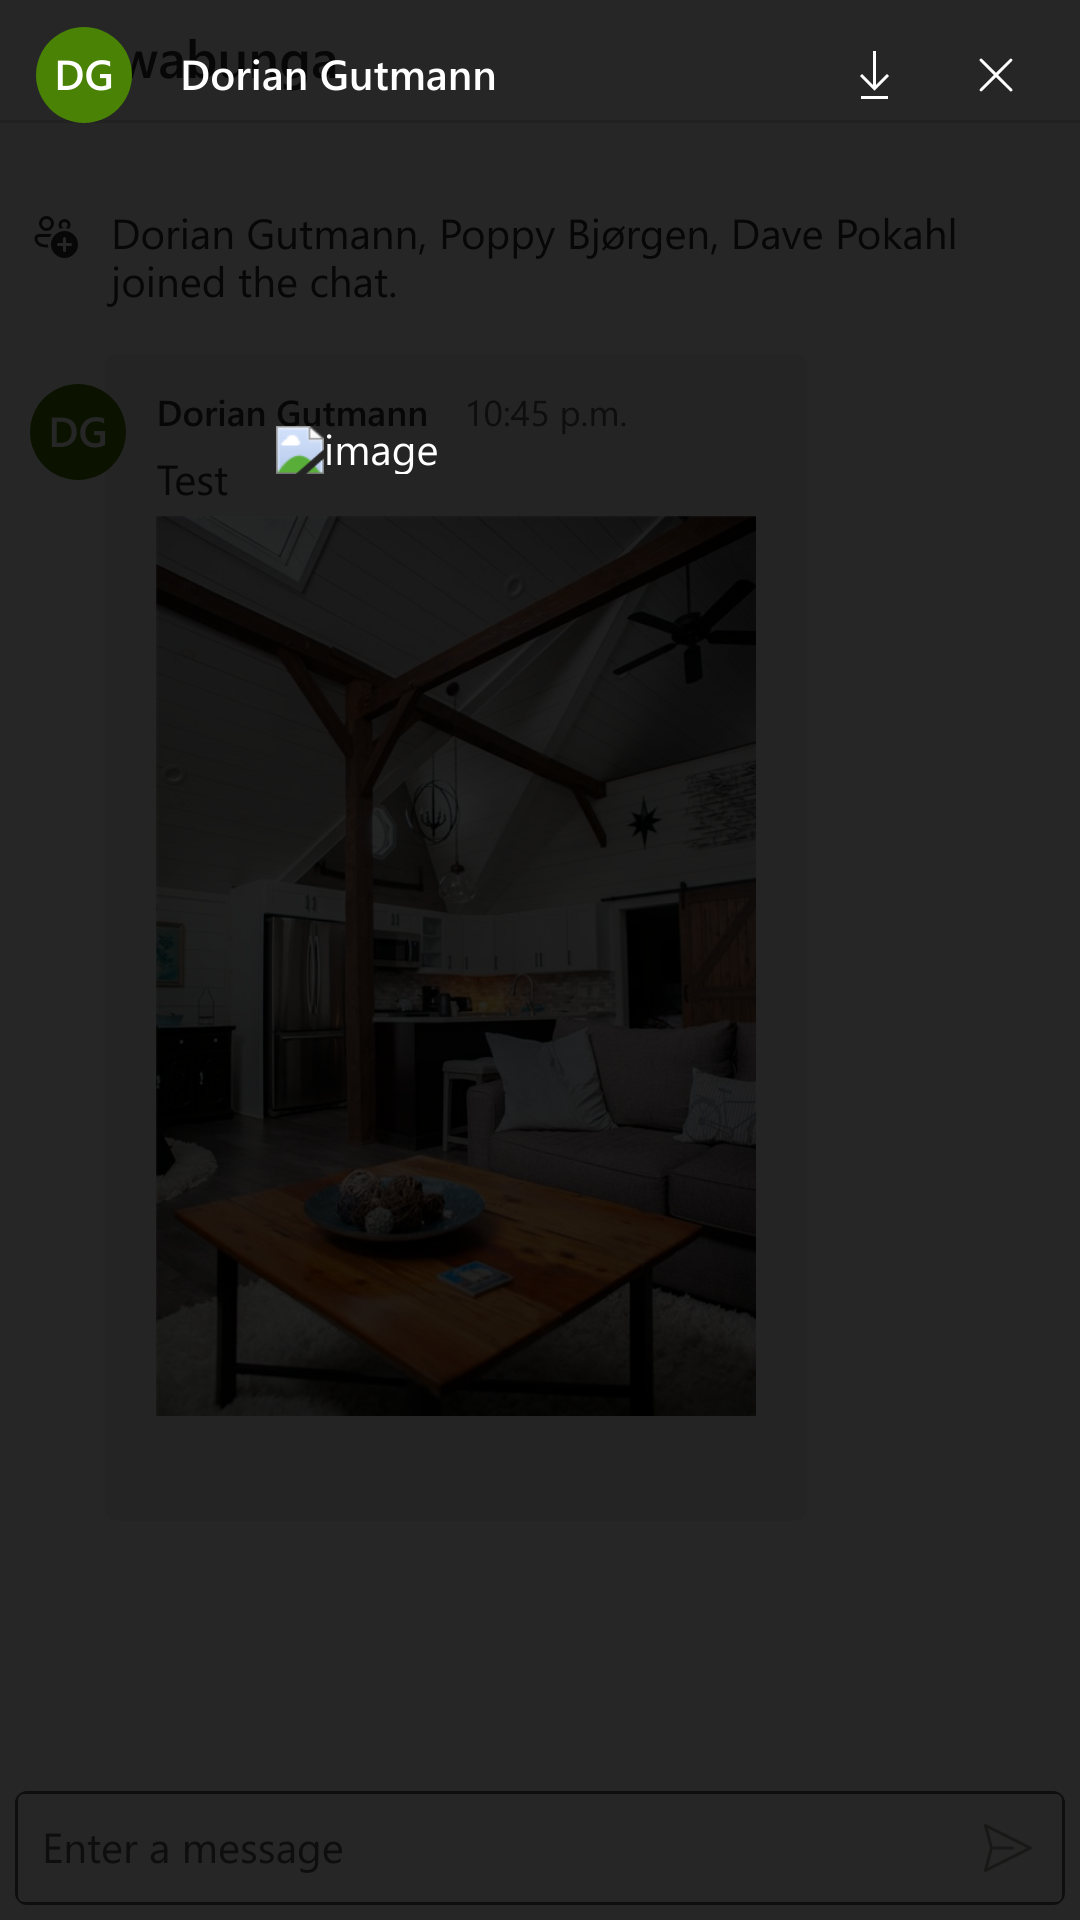 wabunga
DG Dorian Gutmann
Dorian Gutmann, Poppy Bjørgen, Dave Pokahl
joined the chat.
DG Dorian Gutmann 10:45 p.m.
image
Test
Enter a message